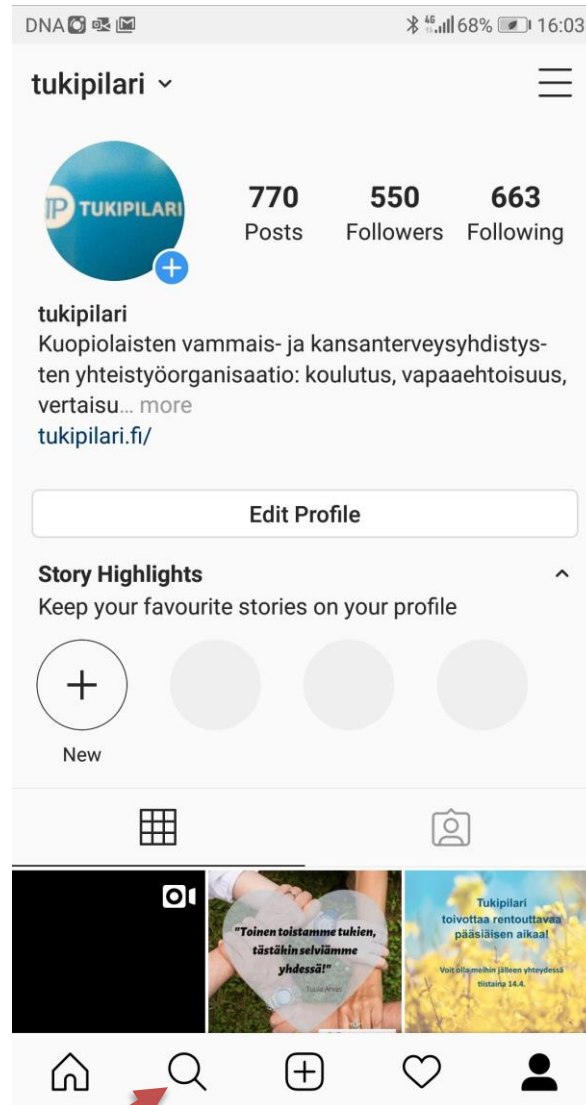 DNA 68% 16:03
tukipilari
TUKIPILARI
770 550 663
Posts Followers Following
tukipilari
Kuopiolaisten vammais- ja kansanterveysyhdistys-
ten yhteistyöorganisaatio: koulutus, vapaaehtoisuus,
vertaisu… more
tukipilari.fi/
Edit Profile
Story Highlights
Keep your favourite stories on your profile
New
"Toinen toistamme tukien,
tästäkin selviämme
yhdessä!"
Tukipilari
toivottaa rentouttavaa
pääsiäisen aikaa!
Voit olla meihin jälleen yhteydessä
tiistaina 14.4.